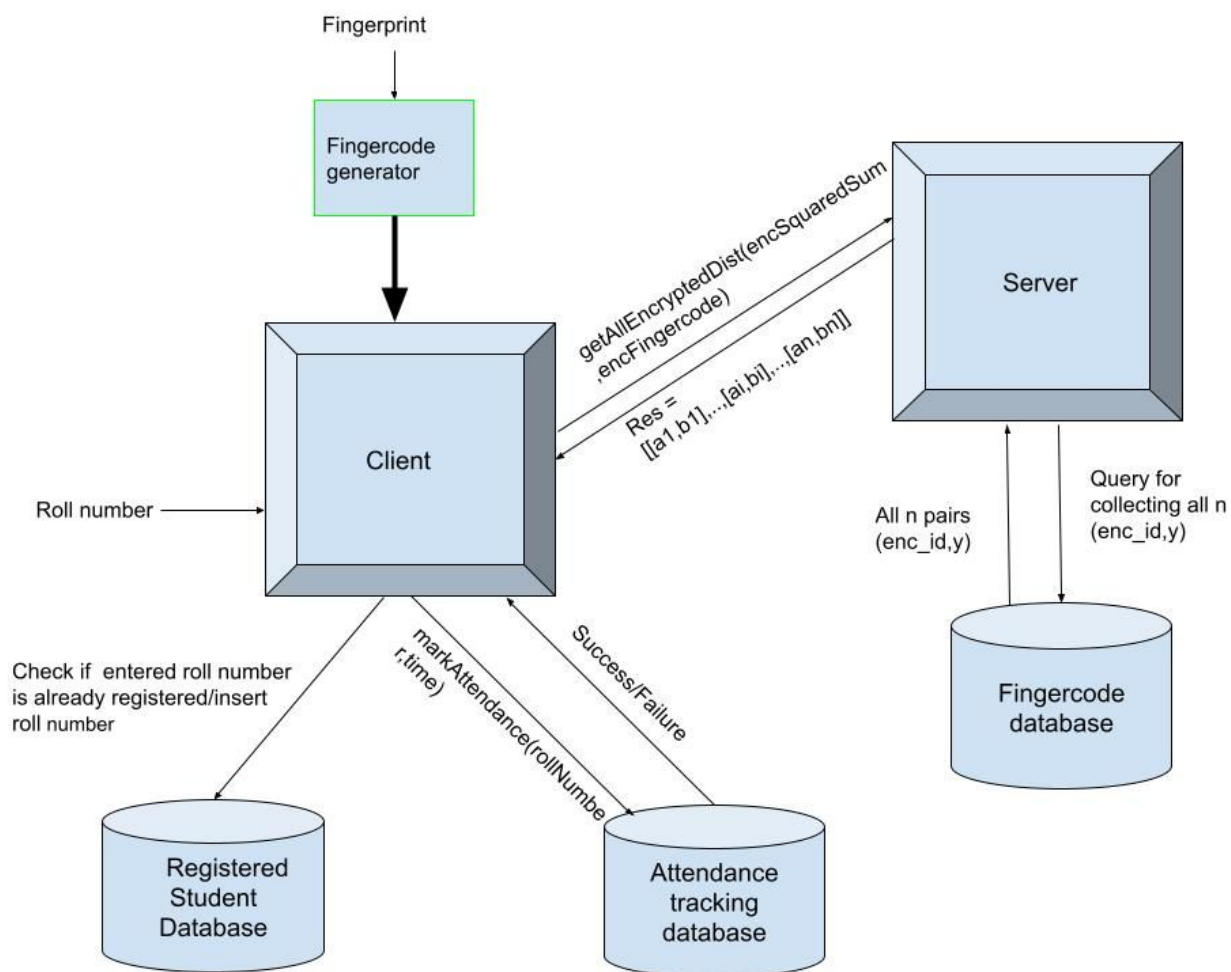 Fingerprint
Fingercode
generator
getAllEncryptedDist(encSquaredSum
,encFingercode)
Res =
[[a1,b1],..,[ai,bi],..,[an,bn]]
Server
Client
Roll number
All n pairs
(enc_id,y)
Query for
collecting all n
(enc_id,y)
Fingercode
database
Check if  entered roll number
is already registered/insert
roll number
markAttendance(rollNumbe
r,time)
Success/Failure
Registered
Student
Database
Attendance
tracking
database